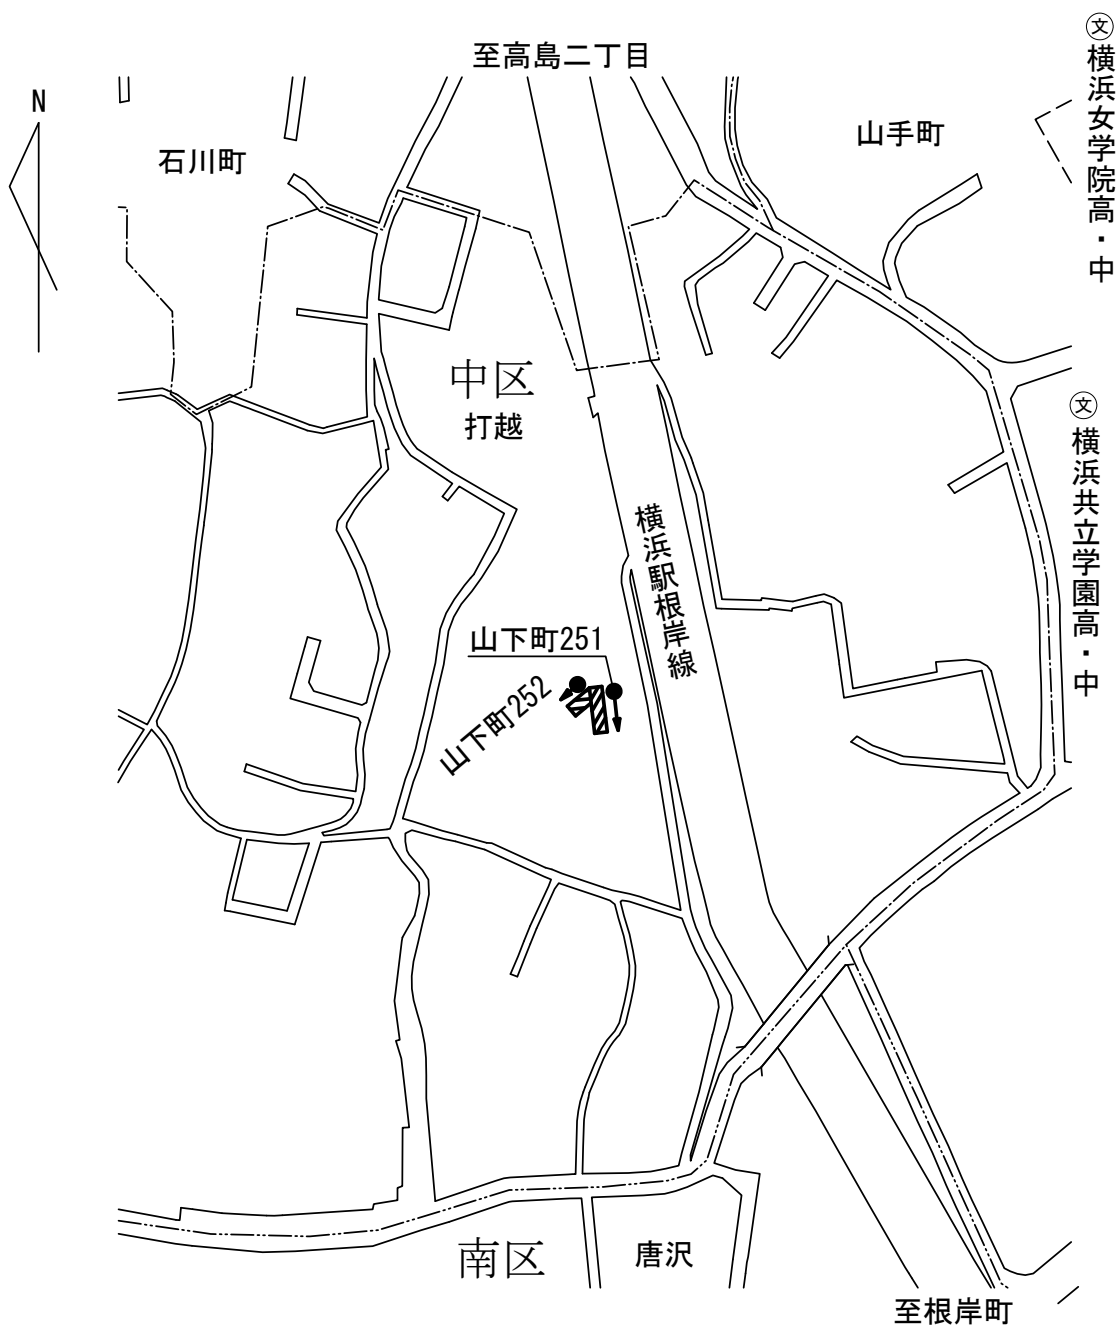 至高島二丁目
N
石川町
山手町
㊛横浜女学院高・中
中区
打越
㊛横浜共立学園高・中
横浜駅根岸線
山下町251
山下町252
南区
唐沢
至根岸町